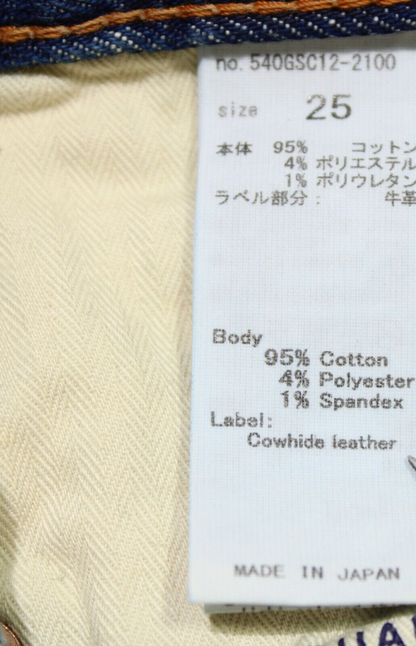 no. 540GSC12-2100
size 25
本体 95% コットン
4% ポリエステル
1% ポリウレタン
ラベル部分： 牛革
Body
95% Cotton
4% Polyester
1% Spandex
Label:
Cowhide leather
MADE IN JAPAN